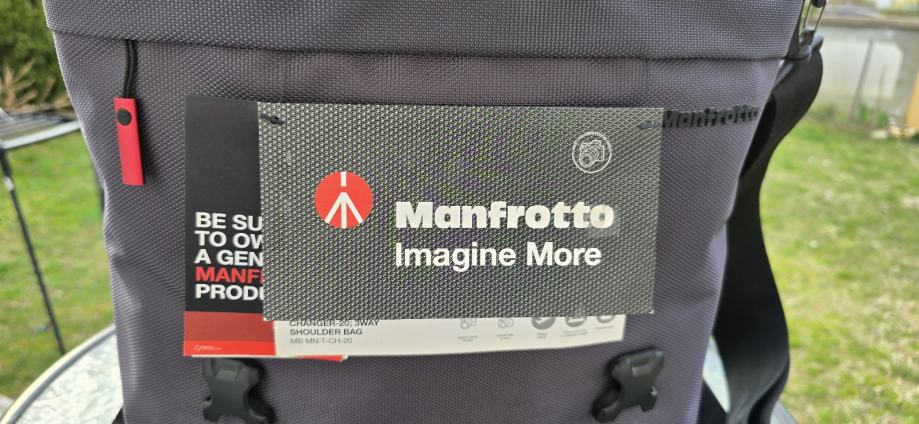 Manfrotto
Manfrotto
Imagine More
BE SU
TO OW
A GEN
MANF
PRODU
CHANGER-20; 3WAY
SHOULDER BAG
MB MN-T-CH-20